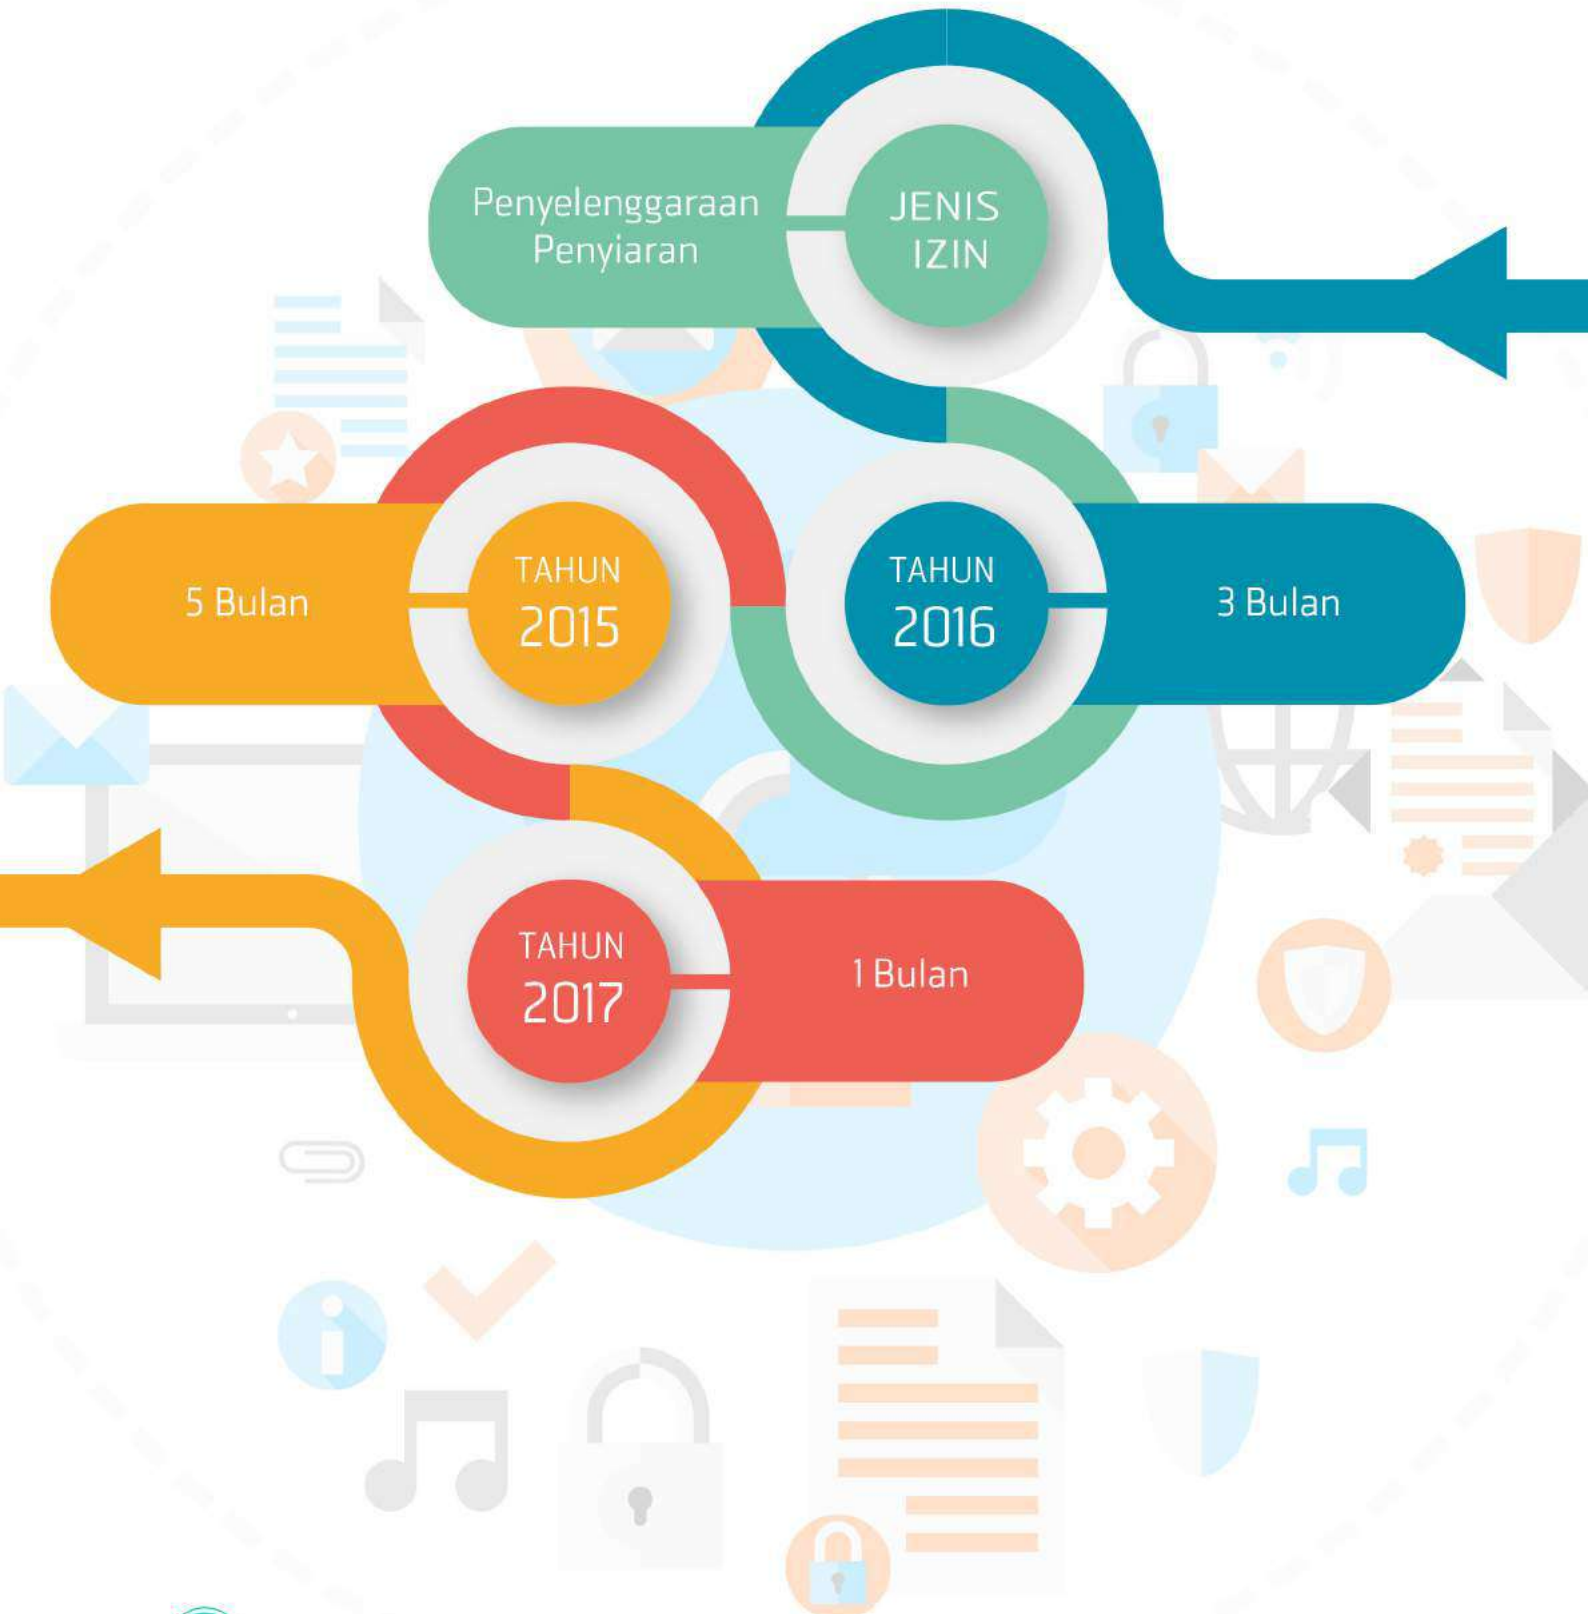 Penyelenggaraan
Penyiaran
JENIS
IZIN
5 Bulan
TAHUN
2015
TAHUN
2016
3 Bulan
TAHUN
2017
1 Bulan